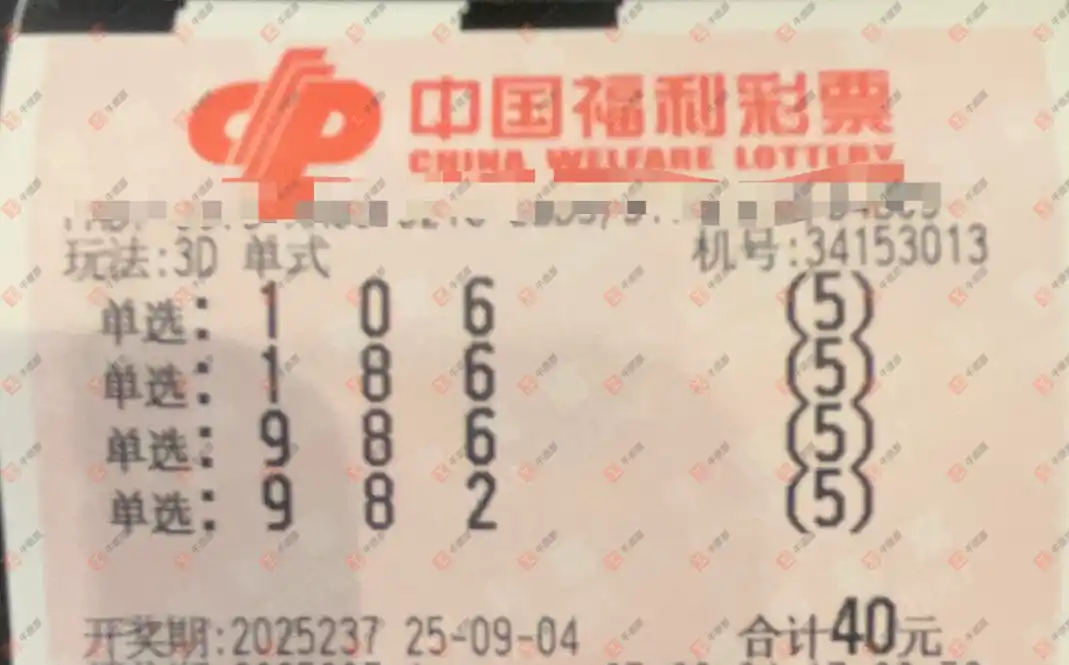 中国福利彩票
CHINA WELFARE LOTTERY
玩法:3D 单式 机号:34153013
单选: 1 0 6 (5)
单选: 1 8 6 (5)
单选: 9 8 6 (5)
单选: 9 8 2 (5)
开奖期:2025237 25-09-04 合计40元